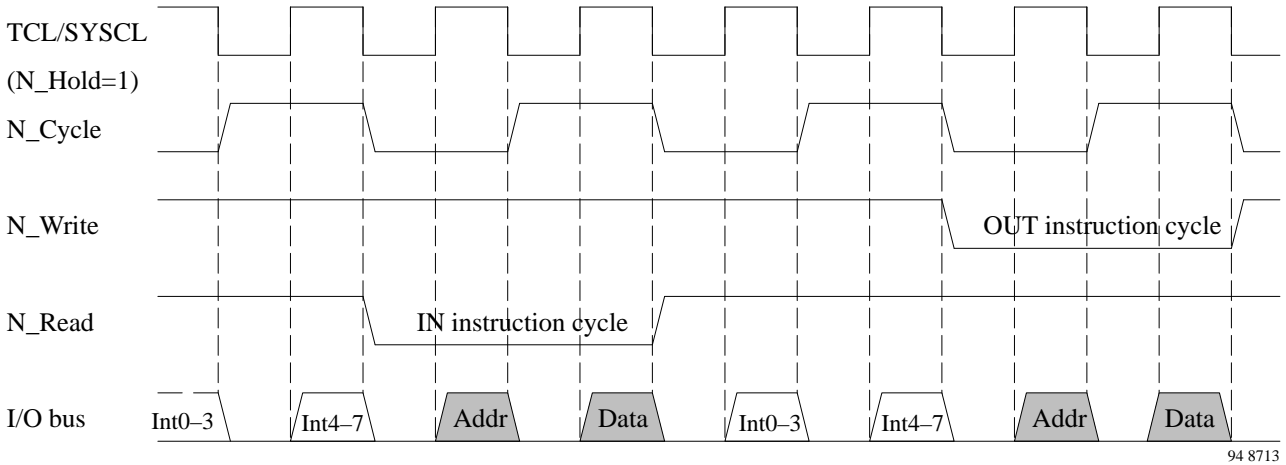 TCL/SYSCL
(N_Hold=1)
N_Cycle
N_Write
OUT instruction cycle
N_Read
IN instruction cycle
I/O bus
Int0–3
Int4–7
Addr
Data
Int0–3
Int4–7
Addr
Data
94 8713